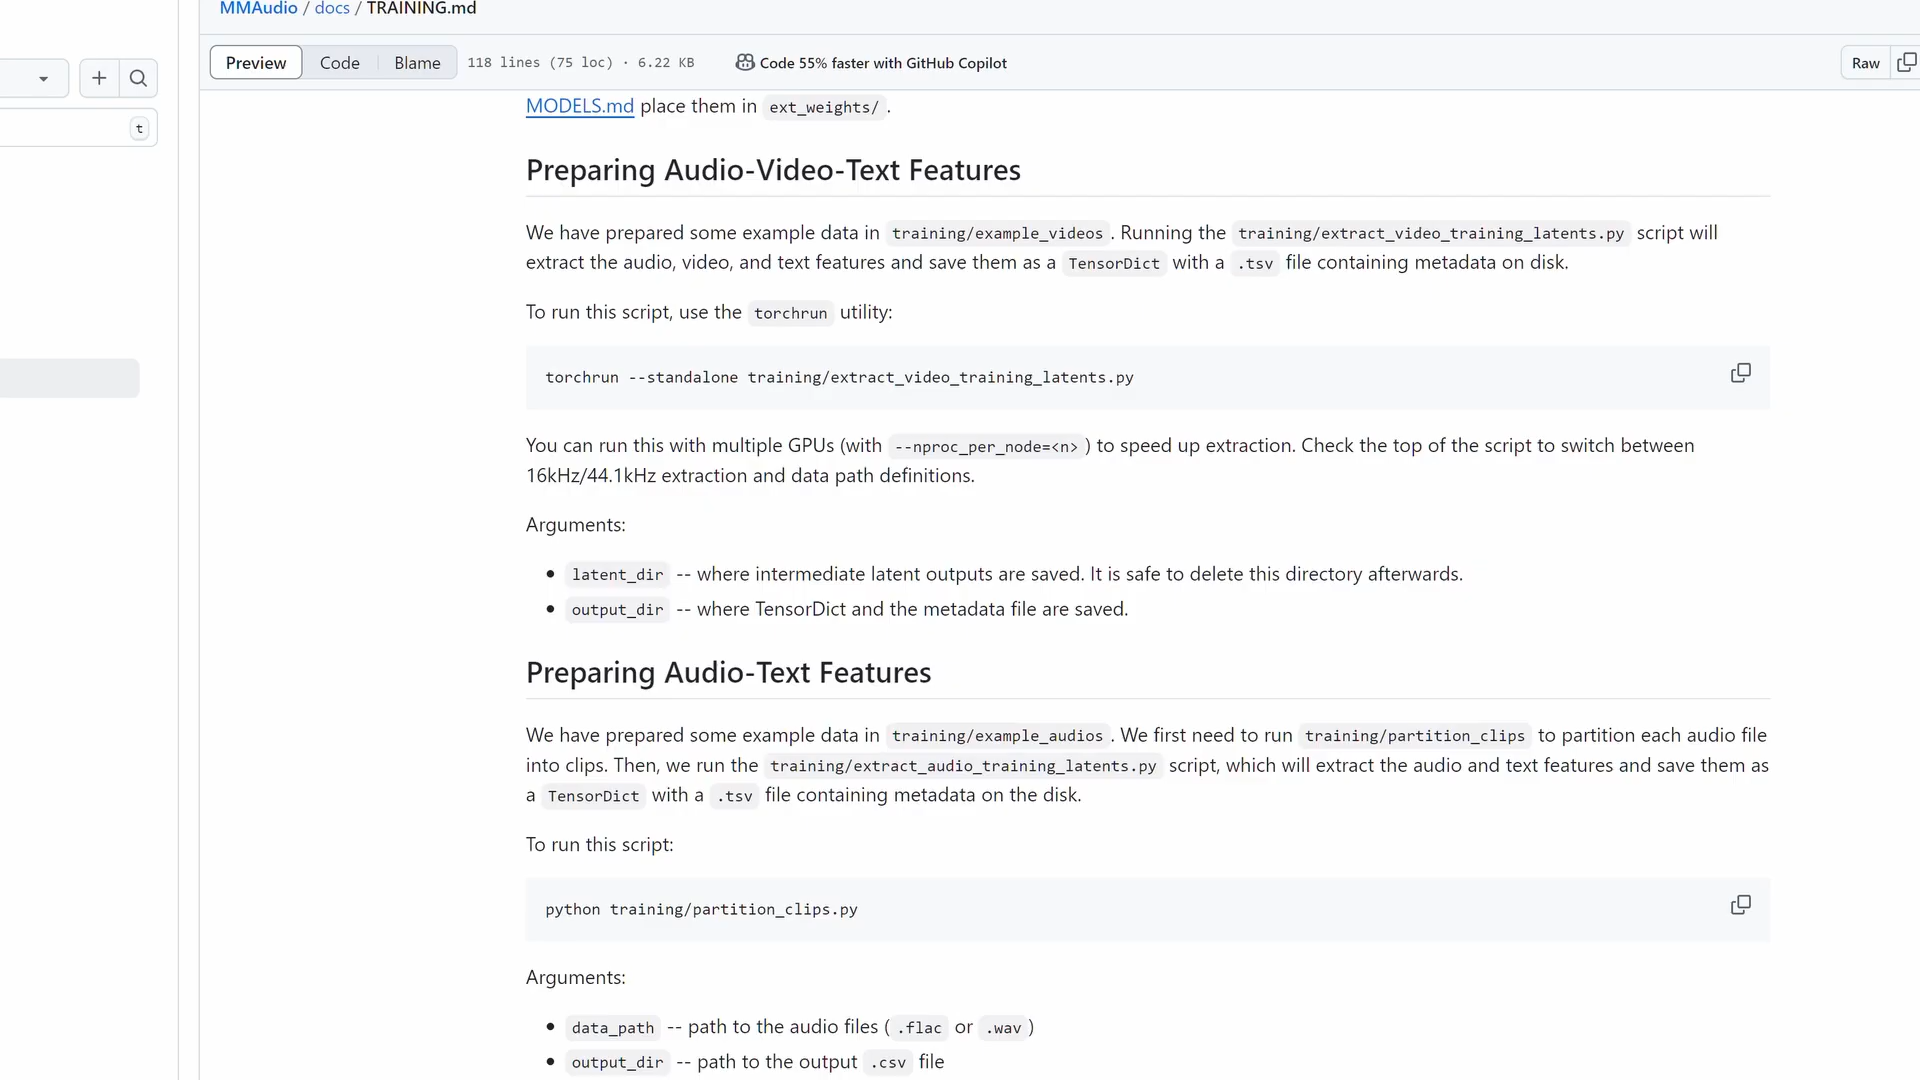 MMAudio / docs / TRAINING.md
Preview Code Blame 118 lines (75 loc) · 6.22 KB Code 55% faster with GitHub Copilot Raw
t
MODELS.md place them in ext_weights/ .
Preparing Audio-Video-Text Features
We have prepared some example data in training/example_videos . Running the training/extract_video_training_latents.py script will
extract the audio, video, and text features and save them as a TensorDict with a .tsv file containing metadata on disk.
To run this script, use the torchrun utility:
torchrun --standalone training/extract_video_training_latents.py
You can run this with multiple GPUs (with --nproc_per_node=<n> ) to speed up extraction. Check the top of the script to switch between
16kHz/44.1kHz extraction and data path definitions.
Arguments:
• latent_dir -- where intermediate latent outputs are saved. It is safe to delete this directory afterwards.
• output_dir -- where TensorDict and the metadata file are saved.
Preparing Audio-Text Features
We have prepared some example data in training/example_audios . We first need to run training/partition_clips to partition each audio file
into clips. Then, we run the training/extract_audio_training_latents.py script, which will extract the audio and text features and save them as
a TensorDict with a .tsv file containing metadata on the disk.
To run this script:
python training/partition_clips.py
Arguments:
• data_path -- path to the audio files ( .flac or .wav )
• output_dir -- path to the output .csv file